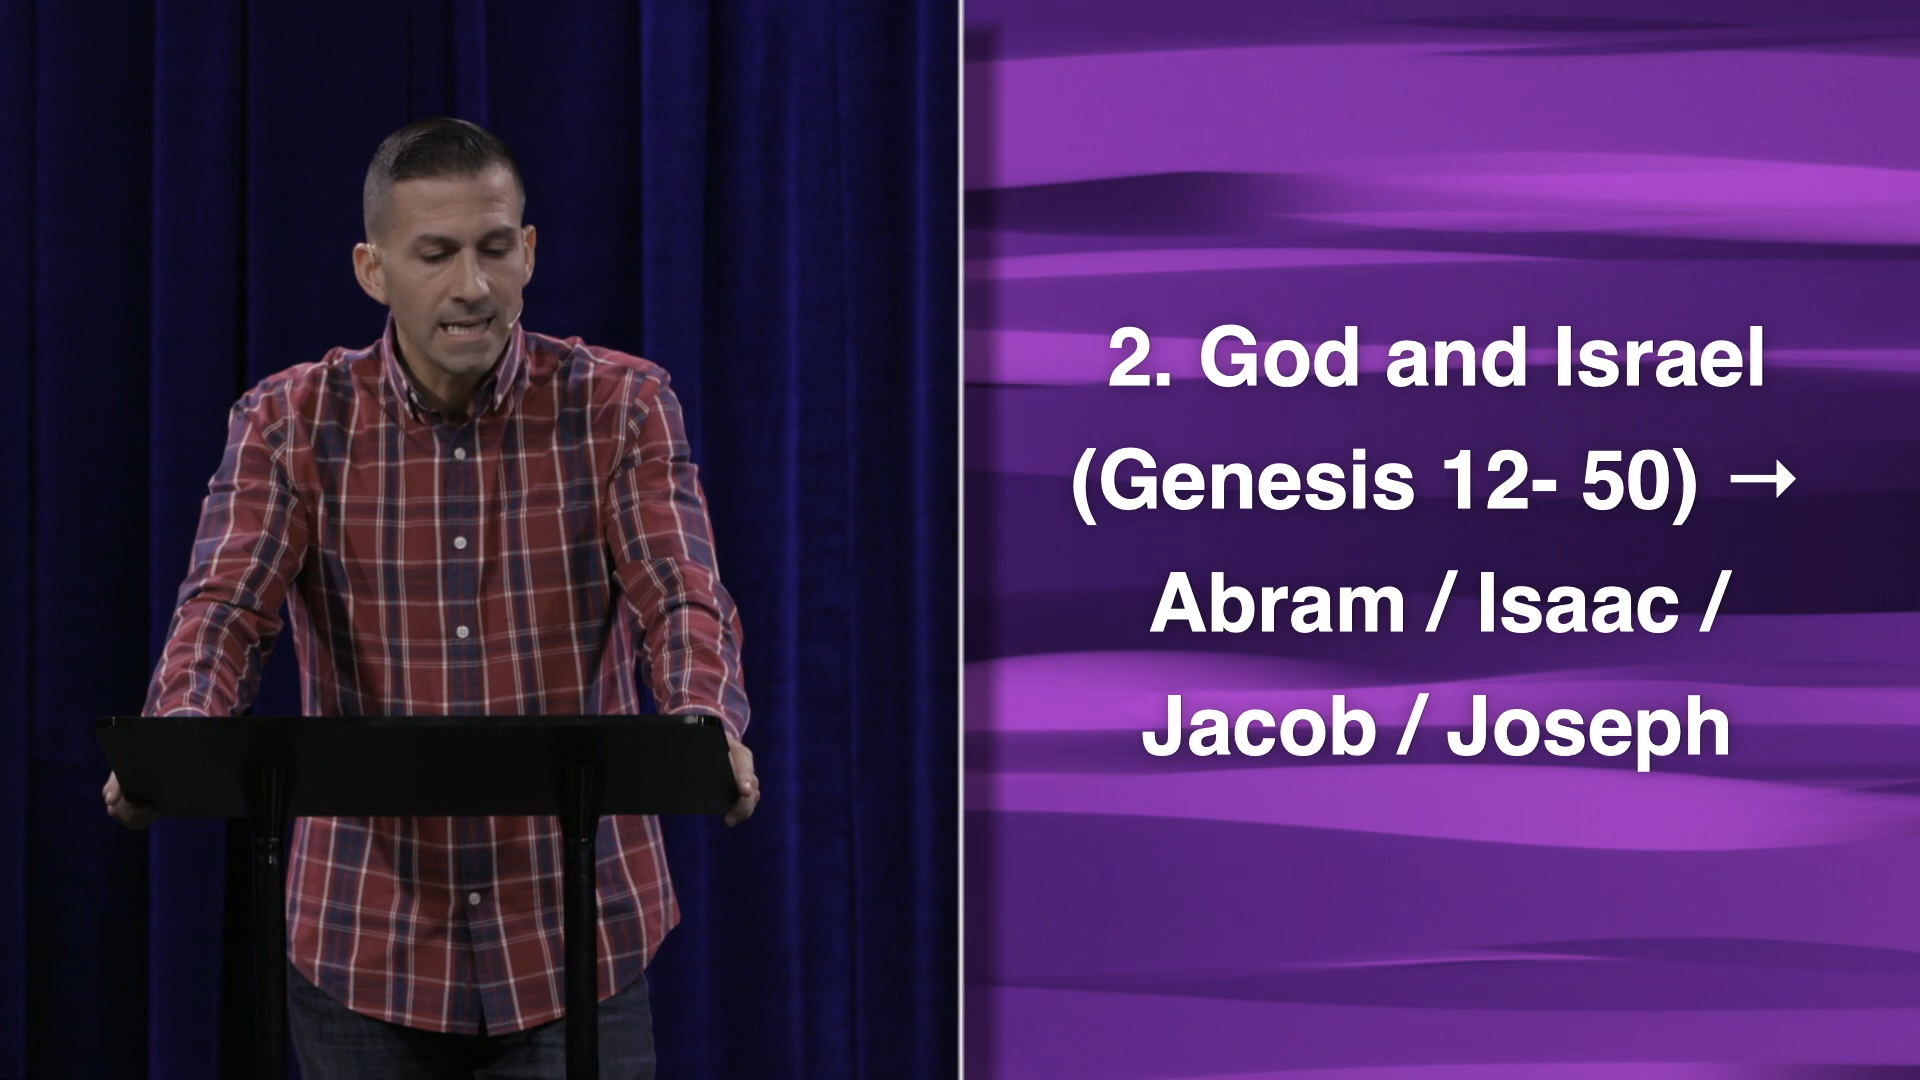 2. God and Israel
(Genesis 12- 50) →
Abram / Isaac /
Jacob / Joseph